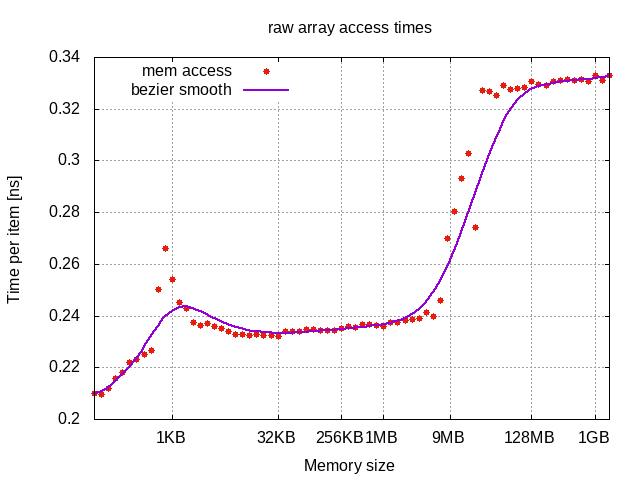 raw array access times
mem access
bezier smooth
Time per item [ns]
0.34
0.32
0.3
0.28
0.26
0.24
0.22
0.2
1KB 32KB 256KB 1MB 9MB 128MB 1GB
Memory size